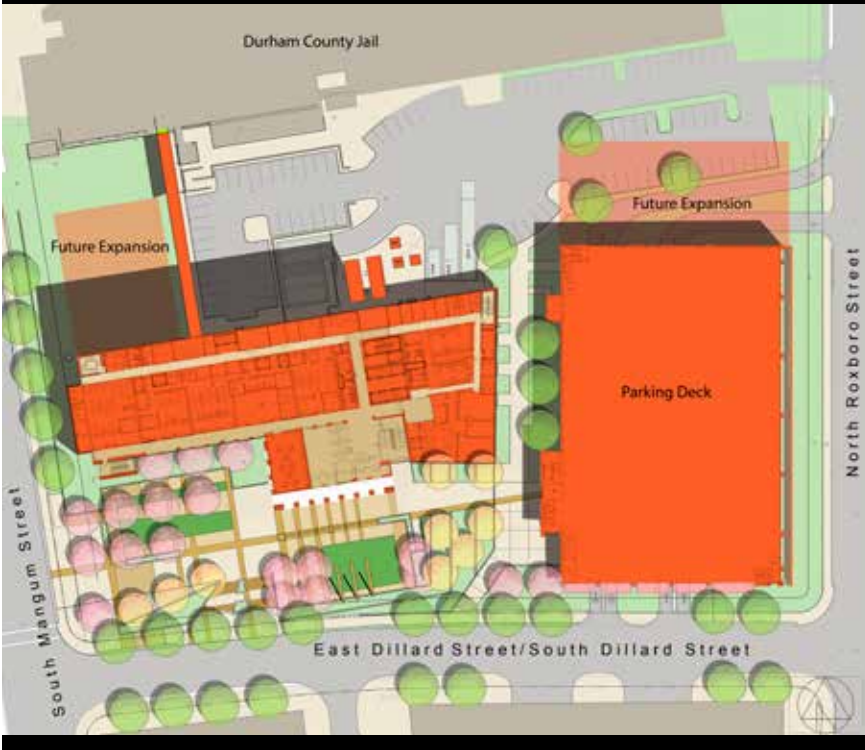 Durham County Jail
Future Expansion
Future Expansion
Parking Deck
North Roxboro Street
South Mangum Street
East Dillard Street/South Dillard Street